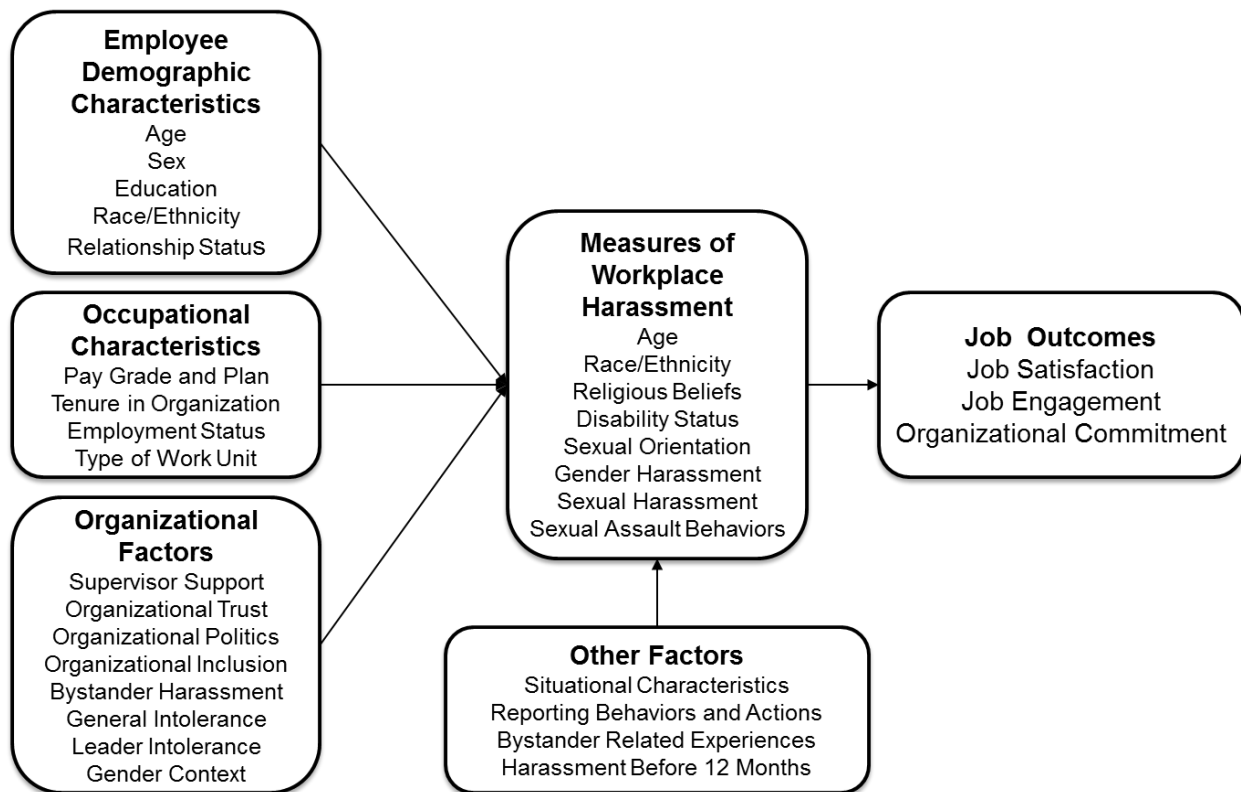 Employee
Demographic
Characteristics
Age
Sex
Education
Race/Ethnicity
Relationship Status
Occupational
Characteristics
Pay Grade and Plan
Tenure in Organization
Employment Status
Type of Work Unit
Organizational
Factors
Supervisor Support
Organizational Trust
Organizational Politics
Organizational Inclusion
Bystander Harassment
General Intolerance
Leader Intolerance
Gender Context
Measures of
Workplace
Harassment
Age
Race/Ethnicity
Religious Beliefs
Disability Status
Sexual Orientation
Gender Harassment
Sexual Harassment
Sexual Assault Behaviors
Other Factors
Situational Characteristics
Reporting Behaviors and Actions
Bystander Related Experiences
Harassment Before 12 Months
Job Outcomes
Job Satisfaction
Job Engagement
Organizational Commitment